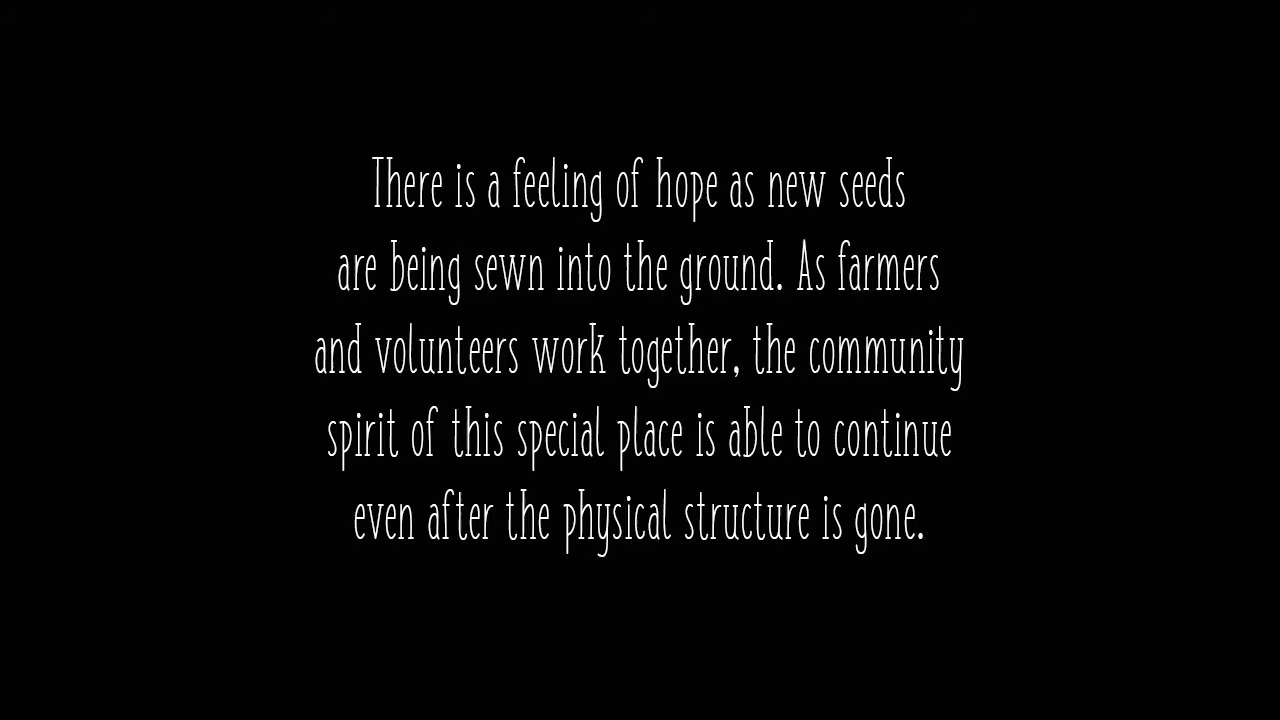 There is a feeling of hope as new seeds
are being sewn into the ground. As farmers
and volunteers work together, the community
spirit of this special place is able to continue
even after the physical structure is gone.